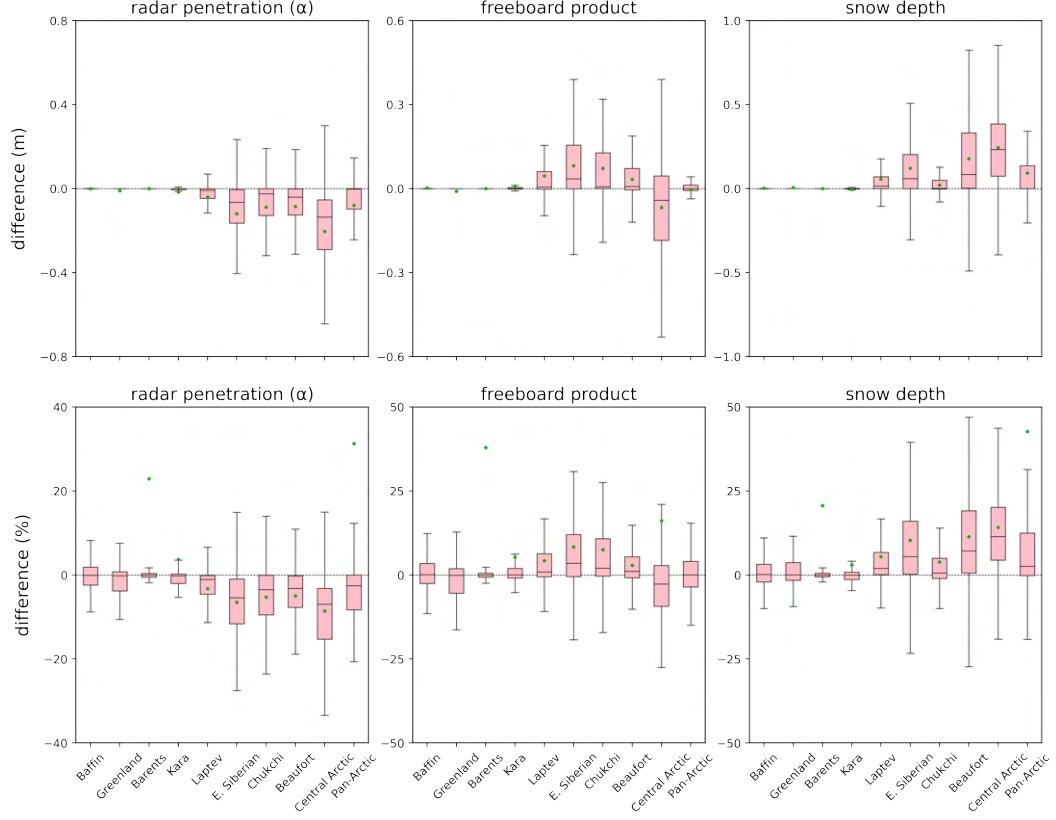 radar penetration (α) freeboard product snow depth
0.8 0.6 1.0
0.4 0.3 0.5
difference (m) 0.0 0.0 0.0
−0.4 −0.3 −0.5
−0.8 −0.6 −1.0
radar penetration (α) freeboard product snow depth
40 50 50
20 25 25
difference (%) 0 0 0
−20 −25 −25
−40 −50 −50
Baffin Greenland Barents Kara Laptev E. Siberian Chukchi Beaufort Central Arctic Pan-Arctic Baffin Greenland Barents Kara Laptev E. Siberian Chukchi Beaufort Central Arctic Pan-Arctic Baffin Greenland Barents Kara Laptev E. Siberian Chukchi Beaufort Central Arctic Pan-Arctic